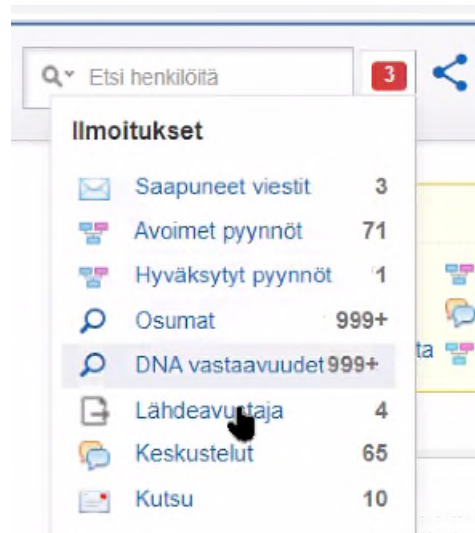 Etsi henkilöitä 3
Ilmoitukset
Saapuneet viestit 3
Avoimet pyynnöt 71
Hyväksytyt pyynnöt 1
Osumat 999+
DNA vastaavuudet 999+
ta
Lähdeavustaja 4
Keskustelut 65
Kutsu 10